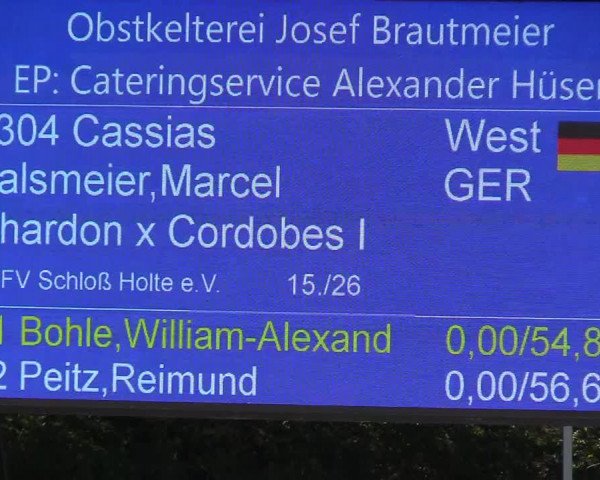 Obstkelterei Josef Brautmeier
EP: Cateringservice Alexander Hüser
304 Cassias West
alsmeier,Marcel GER
hardon x Cordobes I
FV Schloß Holte e.V. 15./26
1 Bohle,William-Alexand 0,00/54,8
2 Peitz,Reimund 0,00/56,6